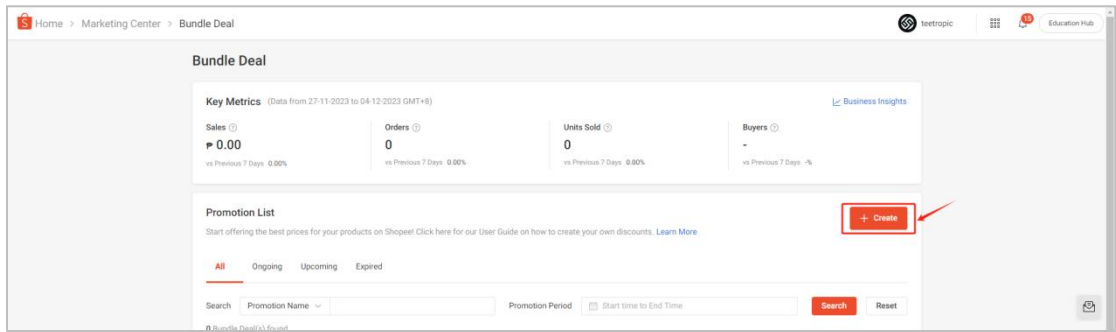 Home > Marketing Center > Bundle Deal teetropic 15 Education Hub
Bundle Deal
Key Metrics (Data from 27-11-2023 to 04-12-2023 GMT+8) Business Insights
Sales Orders Units Sold Buyers
₱ 0.00 0 0 -
vs Previous 7 Days 0.00% vs Previous 7 Days 0.00% vs Previous 7 Days 0.00% vs Previous 7 Days -%
Promotion List
+ Create
Start offering the best prices for your products on Shopee! Click here for our User Guide on how to create your own discounts. Learn More
All Ongoing Upcoming Expired
Search Promotion Name Promotion Period Start time to End Time Search Reset
0 Bundle Deal(s) found